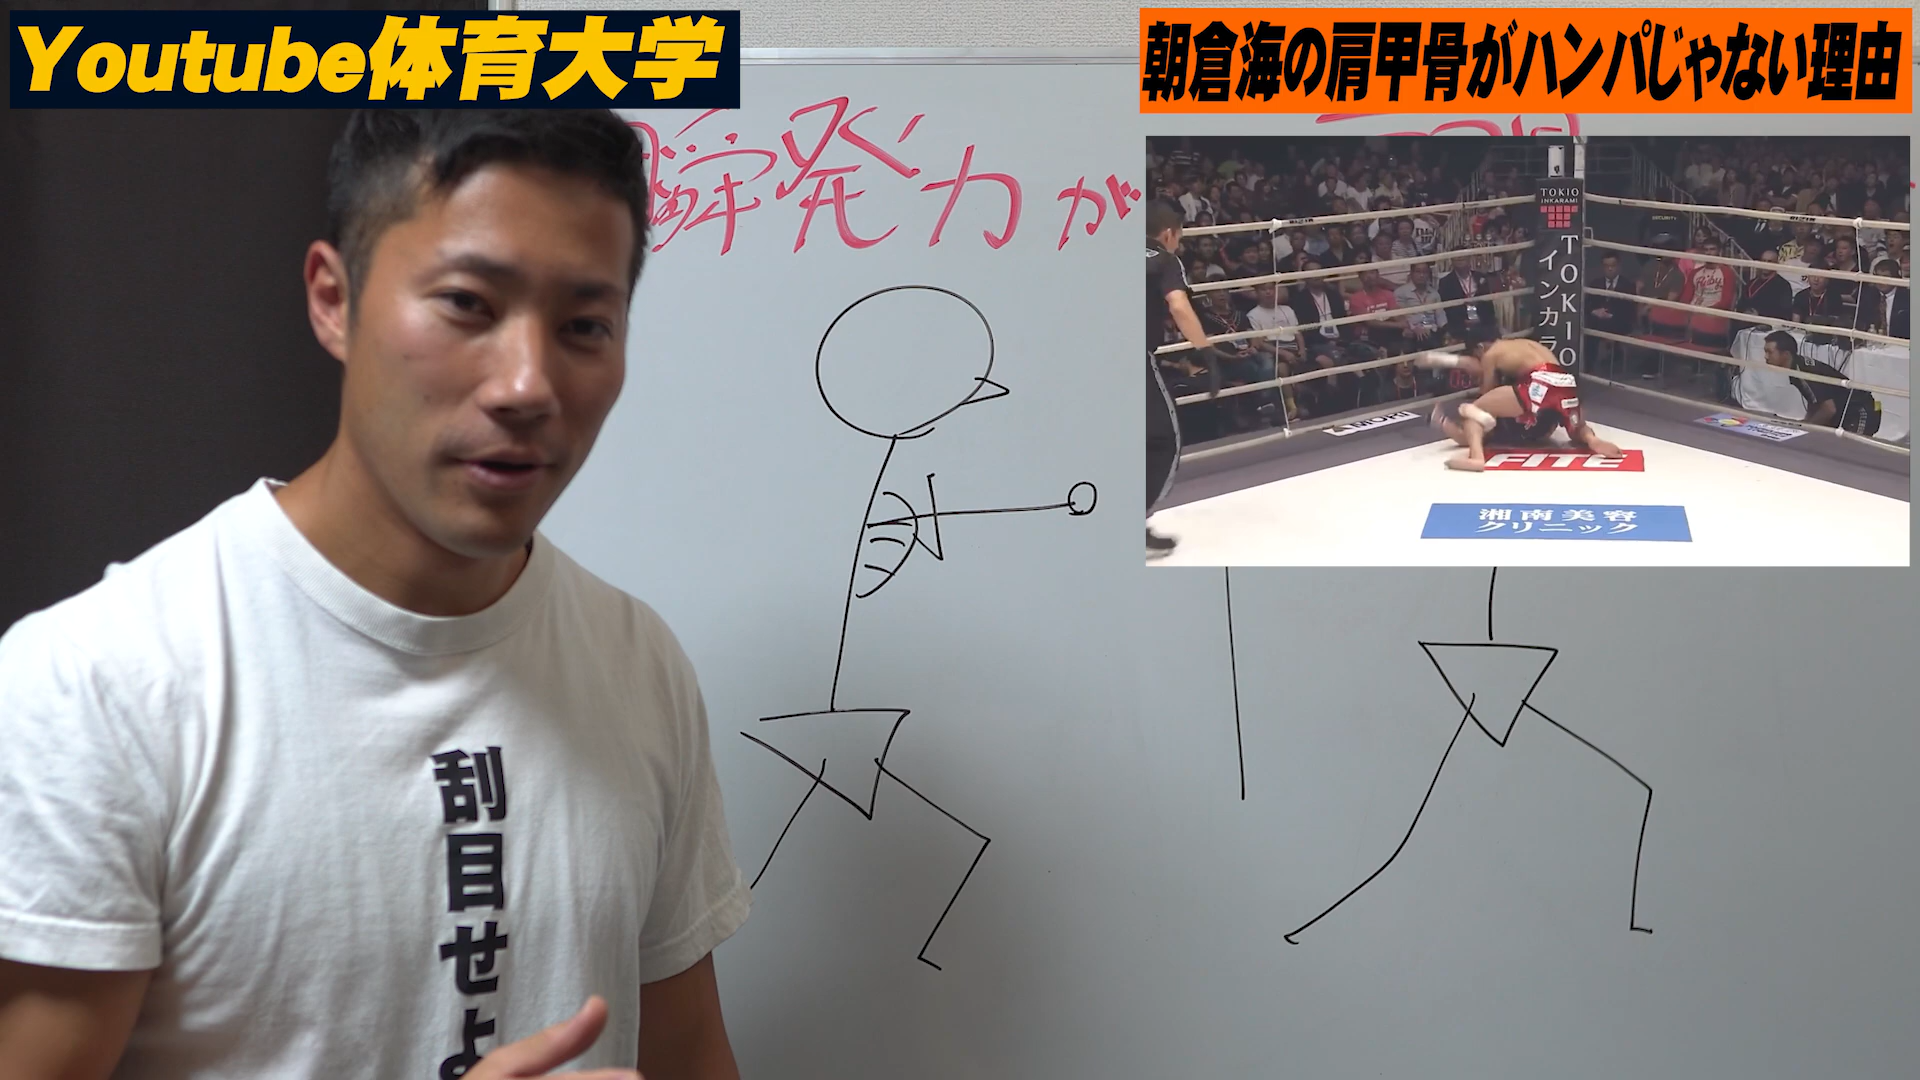 Youtube体育大学
朝倉海の肩甲骨がハンパじゃない理由
瞬発力が
TOKIO
INKARAMI
TOKIO
インカラ
FITE
湘南美容
クリニック
刮目せよ